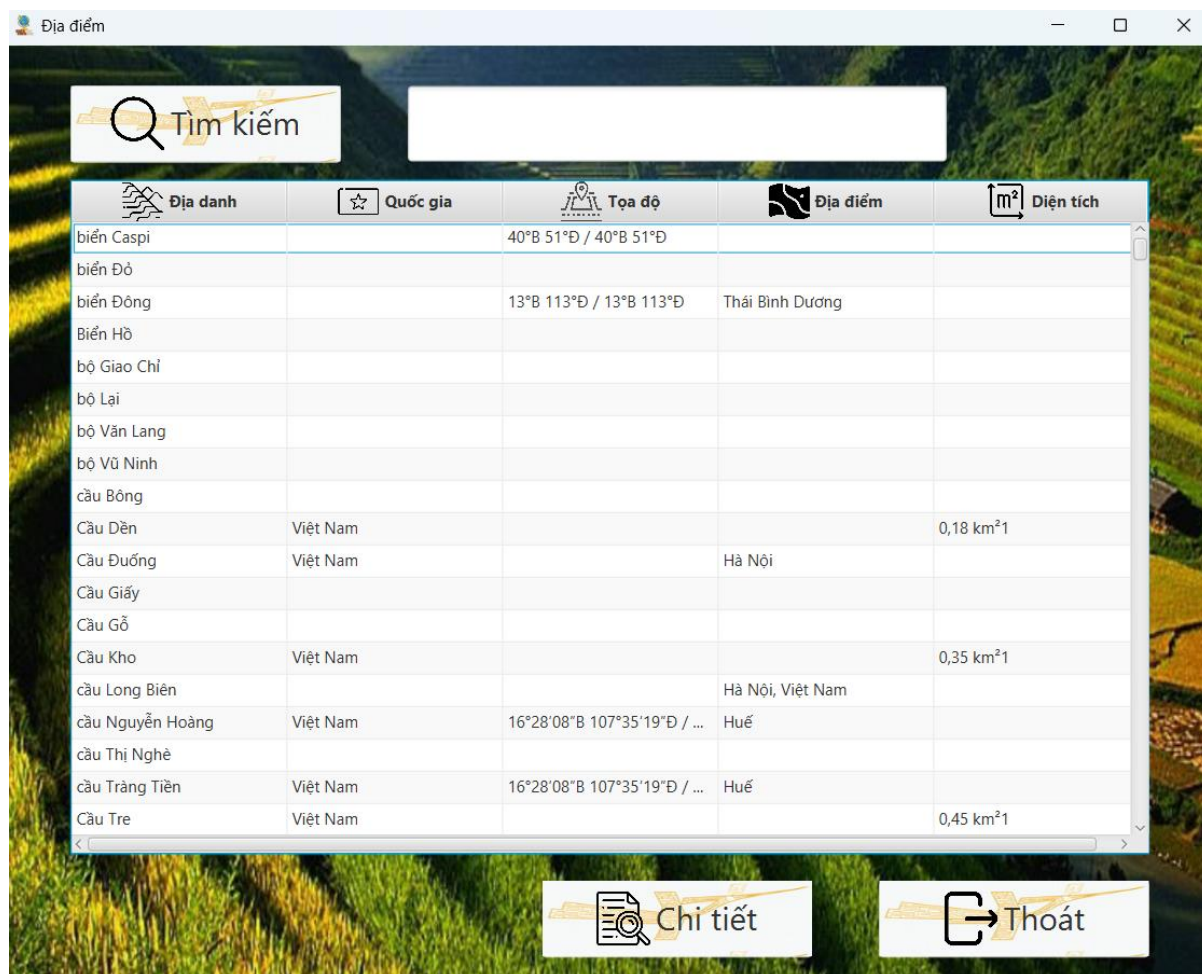 Địa điểm
Tìm kiếm
Địa danh Quốc gia Tọa độ Địa điểm m² Diện tích
biển Caspi 40°B 51°Đ / 40°B 51°Đ
biển Đỏ
biển Đông 13°B 113°Đ / 13°B 113°Đ Thái Bình Dương
Biển Hồ
bộ Giao Chỉ
bộ Lại
bộ Văn Lang
bộ Vũ Ninh
cầu Bông
Cầu Dền Việt Nam 0,18 km²1
Cầu Đuống Việt Nam Hà Nội
Cầu Giấy
Cầu Gỗ
Cầu Kho Việt Nam 0,35 km²1
cầu Long Biên Hà Nội, Việt Nam
cầu Nguyễn Hoàng Việt Nam 16°28′08″B 107°35′19″Đ / ... Huế
cầu Thị Nghè
cầu Tràng Tiền Việt Nam 16°28′08″B 107°35′19″Đ / ... Huế
Cầu Tre Việt Nam 0,45 km²1
Chi tiết Thoát